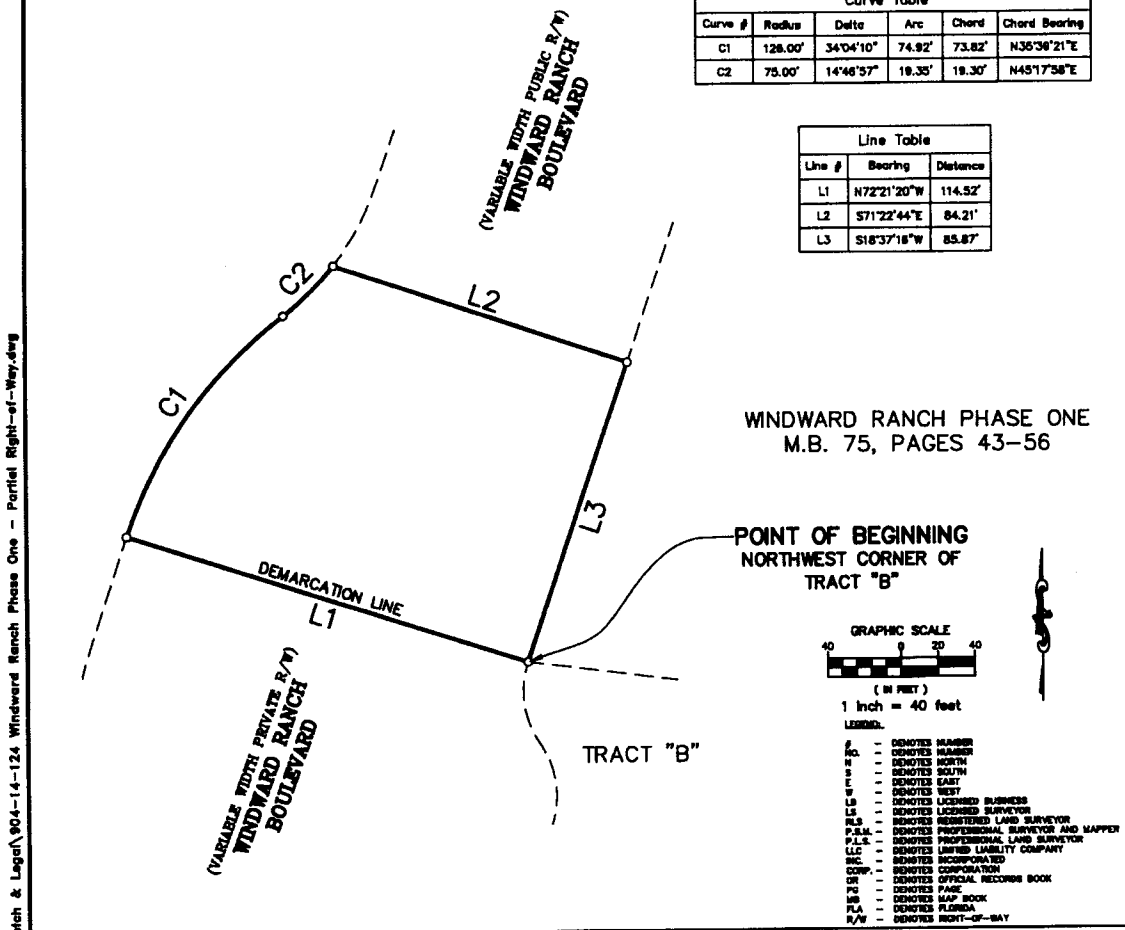 Curve Table
Curve # Radius Delta Arc Chord Chord Bearing
C1 126.00' 34°04'10" 74.92' 73.82' N35°39'21"E
C2 75.00' 14°46'57" 19.35' 19.30' N45°17'58"E
Line Table
Line # Bearing Distance
L1 N72°21'20"W 114.52'
L2 S71°22'44"E 84.21'
L3 S18°37'16"W 85.87'
(VARIABLE WIDTH PUBLIC R/W)
WINDWARD RANCH
BOULEVARD
C2
L2
C1
L3
WINDWARD RANCH PHASE ONE
M.B. 75, PAGES 43-56
POINT OF BEGINNING
NORTHWEST CORNER OF
TRACT "B"
DEMARCATION LINE
L1
(VARIABLE WIDTH PRIVATE R/W)
WINDWARD RANCH
BOULEVARD
TRACT "B"
GRAPHIC SCALE
40 0 20 40
( IN FEET )
1 inch = 40 feet
LEGEND:
# - DENOTES NUMBER
NO. - DENOTES NUMBER
N - DENOTES NORTH
S - DENOTES SOUTH
E - DENOTES EAST
W - DENOTES WEST
LB - DENOTES LICENSED BUSINESS
LS - DENOTES LICENSED SURVEYOR
RLS - DENOTES REGISTERED LAND SURVEYOR
P.S.M. - DENOTES PROFESSIONAL SURVEYOR AND MAPPER
P.L.S. - DENOTES PROFESSIONAL LAND SURVEYOR
LLC - DENOTES LIMITED LIABILITY COMPANY
INC. - DENOTES INCORPORATED
CORP. - DENOTES CORPORATION
OR - DENOTES OFFICIAL RECORDS BOOK
PG - DENOTES PAGE
MB - DENOTES MAP BOOK
FLA - DENOTES FLORIDA
R/W - DENOTES RIGHT-OF-WAY
& Legal\904-14-124 Windward Ranch Phase One - Partial Right-of-Way.dwg